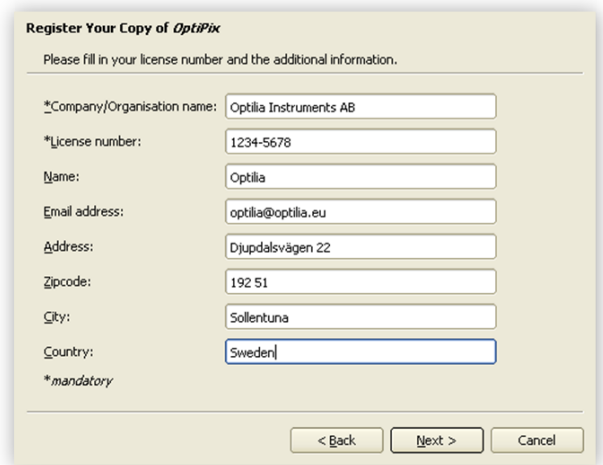 Register Your Copy of OptiPix
Please fill in your license number and the additional information.
*Company/Organisation name: Optilia Instruments AB
*License number: 1234-5678
Name: Optilia
Email address: optilia@optilia.eu
Address: Djupdalsvägen 22
Zipcode: 192 51
City: Sollentuna
Country: Sweden
*mandatory
< Back Next > Cancel